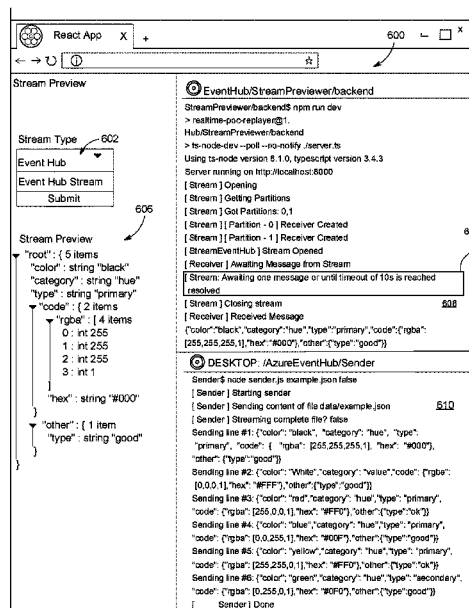 React App X +
600
Stream Preview
Stream Type
602
Event Hub
Event Hub Stream
Submit
Stream Preview
606
"root" : { 5 items
"color" : string "black"
"category" : string "hue"
"type" : string "primary"
"code" : { 2 items
"rgba" : [ 4 items
0 : int 255
1 : int 255
2 : int 255
3 : int 1
]
"hex" : string "#000"
}
"other" : { 1 item
"type" : string "good"
}
}
EventHub/StreamPreviewer/backend
StreamPreviewer/backend$ npm run dev
> realtime-poc-replayer@1.
Hub/StreamPreviewer/backend
> ts-node-dev --poll --no-notify ./server.ts
Using ts-node version 8.1.0, typescript version 3.4.3
Server running on http://localhost:8000
[ Stream ] Opening
[ Stream ] Getting Partitions
[ Stream ] Got Partitions: 0,1
[ Stream ] [ Partition - 0 ] Receiver Created
[ Stream ] [ Partition - 1 ] Receiver Created
[ StreamEventHub ] Stream Opened
[ Receiver ] Awaiting Message from Stream
[ Stream: Awaiting one message or until timeout of 10s is reached
resolved
[ Stream ] Closing stream
608
[ Receiver ] Received Message
{"color":"black","category":"hue","type":"primary","code":{"rgba":
[255,255,255,1],"hex":"#000"},"other":{"type":"good"}}
DESKTOP: /AzureEventHub/Sender
Sender$ node sender.js example.json false
[ Sender ] Starting sender
[ Sender ] Sending content of file data/example.json
610
[ Sender ] Streaming complete file? false
Sending line #1: {"color": "black", "category": "hue", "type":
"primary", "code": { "rgba": [255,255,255,1], "hex": "#000"},
"other": {"type":"good"}}
Sending line #2: {"color": "White","category": "value","code": {"rgba":
[0,0,0,1],"hex": "#FFF"},"other":{"type":"good"}}
Sending line #3: {"color": "red","category": "hue","type": "primary",
"code": {"rgba": [255,0,0,1],"hex": "#FF0"},"other":{"type":"ok"}}
Sending line #4: {"color": "blue","category": "hue","type": "primary",
"code": {"rgba": [0,0,255,1],"hex": "#00F"},"other":{"type":"good"}}
Sending line #5: {"color": "yellow","category": "hue","type": "primary",
"code": {"rgba": [255,255,0,1],"hex": "#FF0"},"other":{"type":"ok"}}
Sending line #6: {"color": "green","category": "hue","type": "secondary",
"code": {"rgba": [0,255,0,1],"hex": "#0F0"},"other":{"type":good"}}
[ Sender ] Done